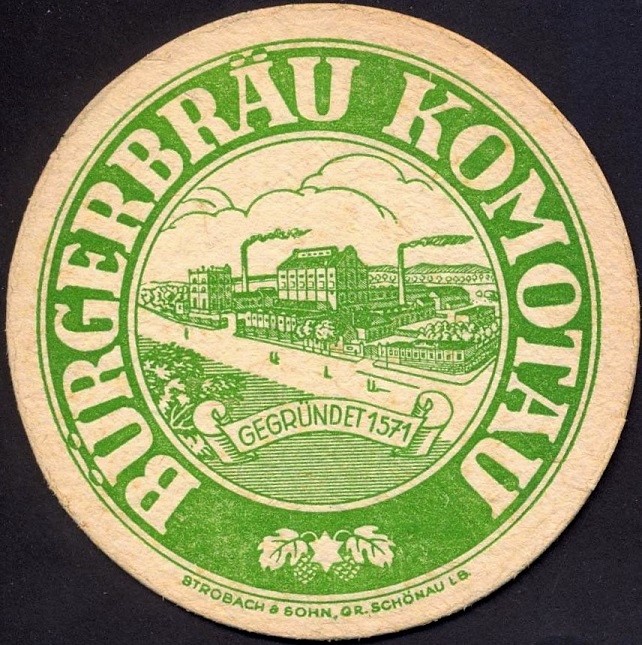 BÜRGERBRÄU KOMOTAU
GEGRÜNDET 1571
STROBACH & SOHN, GR. SCHÖNAU I. B.